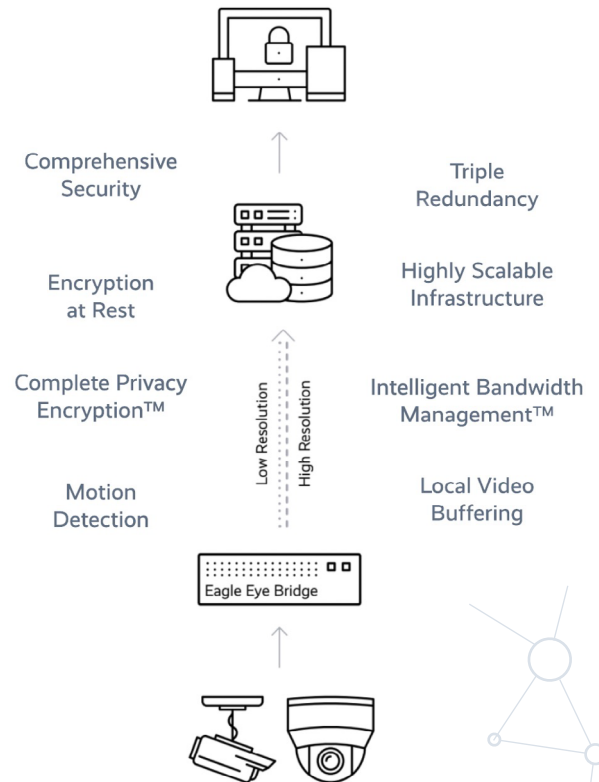 Comprehensive
Security
Triple
Redundancy
Encryption
at Rest
Highly Scalable
Infrastructure
Complete Privacy
Encryption™
Low Resolution
High Resolution
Intelligent Bandwidth
Management™
Motion
Detection
Local Video
Buffering
Eagle Eye Bridge